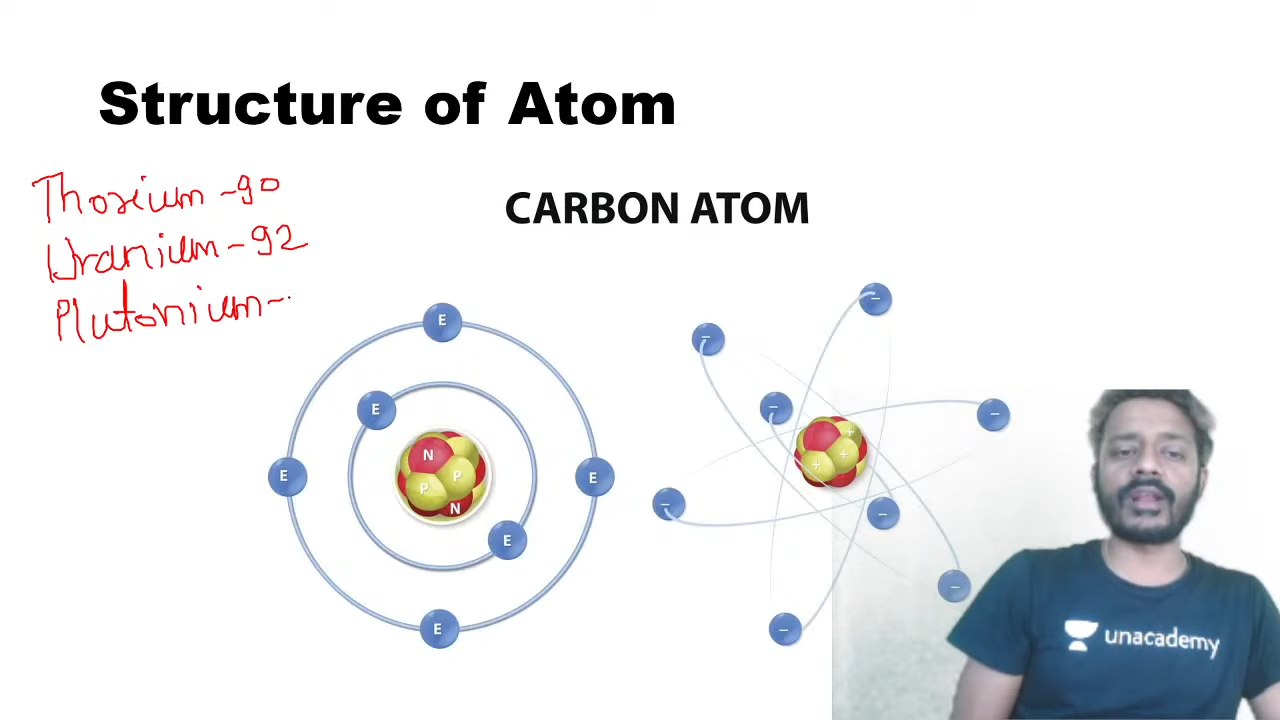 Structure of Atom
Thorium - 90
Uranium - 92
Plutonium -
CARBON ATOM
E
E
N
P
E
E
P
N
E
E
−
−
−
−
+
+
+
−
−
−
−
unacademy